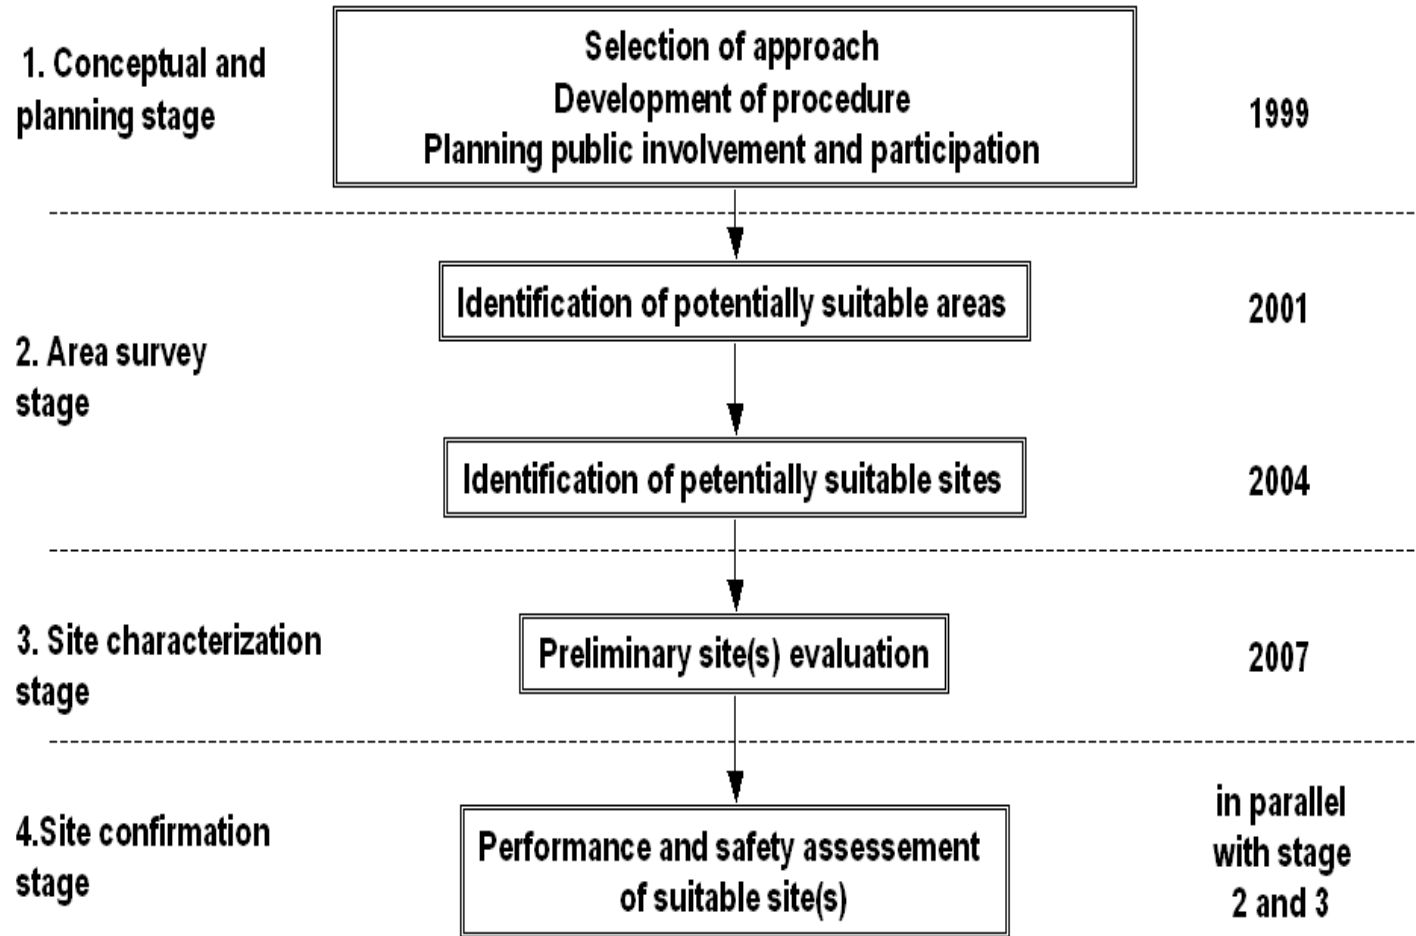 1. Conceptual and
planning stage
Selection of approach
Development of procedure
Planning public involvement and participation
1999
2. Area survey
stage
Identification of potentially suitable areas
2001
Identification of petentially suitable sites
2004
3. Site characterization
stage
Preliminary site(s) evaluation
2007
4.Site confirmation
stage
Performance and safety assessement
of suitable site(s)
in parallel
with stage
2 and 3